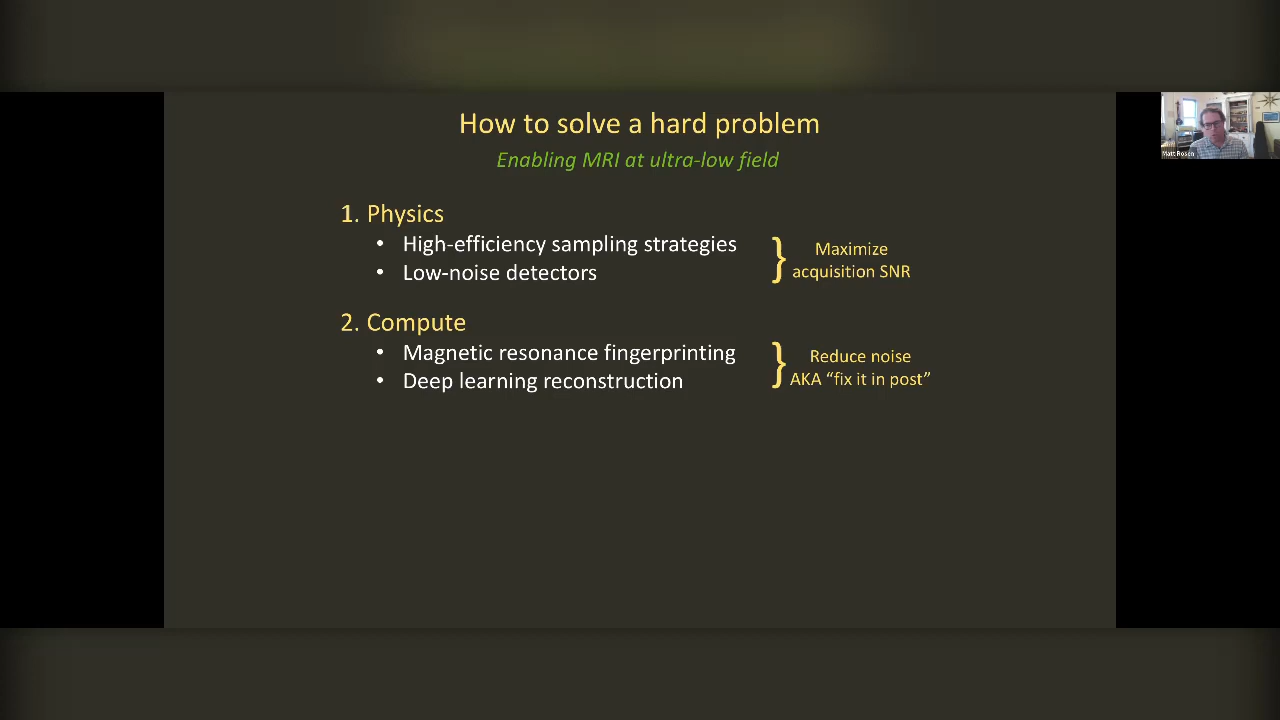 How to solve a hard problem
Enabling MRI at ultra-low field
1. Physics
• High-efficiency sampling strategies
• Low-noise detectors
} Maximize
acquisition SNR
2. Compute
• Magnetic resonance fingerprinting
• Deep learning reconstruction
} Reduce noise
AKA “fix it in post”
Matt Rosen